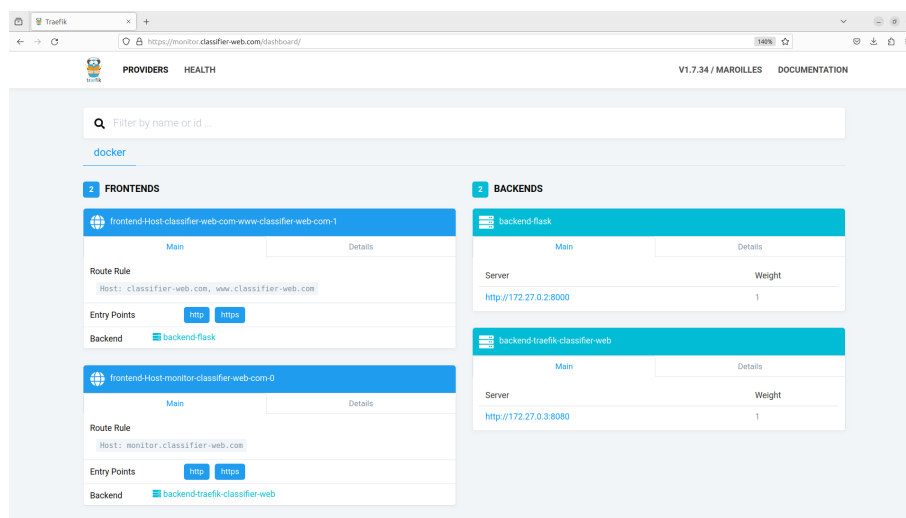 Traefik
https://monitor.classifier-web.com/dashboard/
140%
træfik
PROVIDERS
HEALTH
V1.7.34 / MAROILLES
DOCUMENTATION
Filter by name or id ...
docker
2 FRONTENDS
frontend-Host-classifier-web-com-www-classifier-web-com-1
Main
Details
Route Rule
Host: classifier-web.com, www.classifier-web.com
Entry Points
http
https
Backend
backend-flask
frontend-Host-monitor-classifier-web-com-0
Main
Details
Route Rule
Host: monitor.classifier-web.com
Entry Points
http
https
Backend
backend-traefik-classifier-web
2 BACKENDS
backend-flask
Main
Details
Server
Weight
http://172.27.0.2:8000
1
backend-traefik-classifier-web
Main
Details
Server
Weight
http://172.27.0.3:8080
1